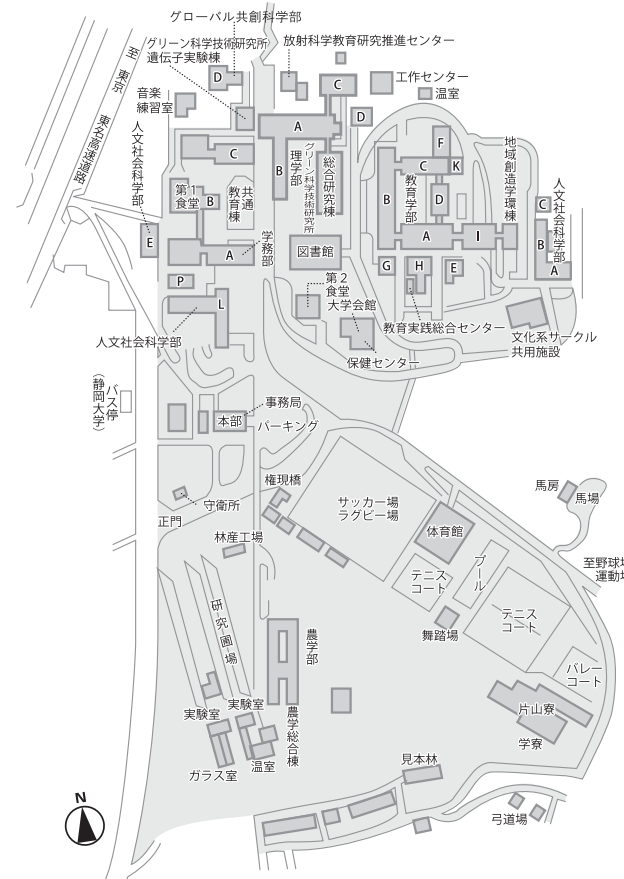 グローバル共創科学部
グリーン科学技術研究所
遺伝子実験棟
放射科学教育研究推進センター
至 東京
東名高速道路
D
C
工作センター
温室
音楽
練習室
A
D
人文社会科学部
C
B
理学部
グリーン科学技術研究所
総合研究棟
F
C
K
B
教育学部
D
地域創造学環棟
第1
食堂
B
共通
教育棟
C
人文社会科学部
E
学務部
A
図書館
A
I
B
A
P
G
H
E
第2
食堂
L
大学会館
教育実践総合センター
人文社会科学部
保健センター
文化系サークル
共用施設
バス停
(静岡大学)
事務局
本部
パーキング
権現橋
サッカー場
ラグビー場
馬房
馬場
守衛所
正門
体育館
林産工場
プール
至野球場
運動場
テニス
コート
研究圃場
テニス
コート
舞踏場
農学部
バレー
コート
実験室
実験室
農学総合棟
片山寮
学寮
ガラス室
温室
見本林
N
弓道場